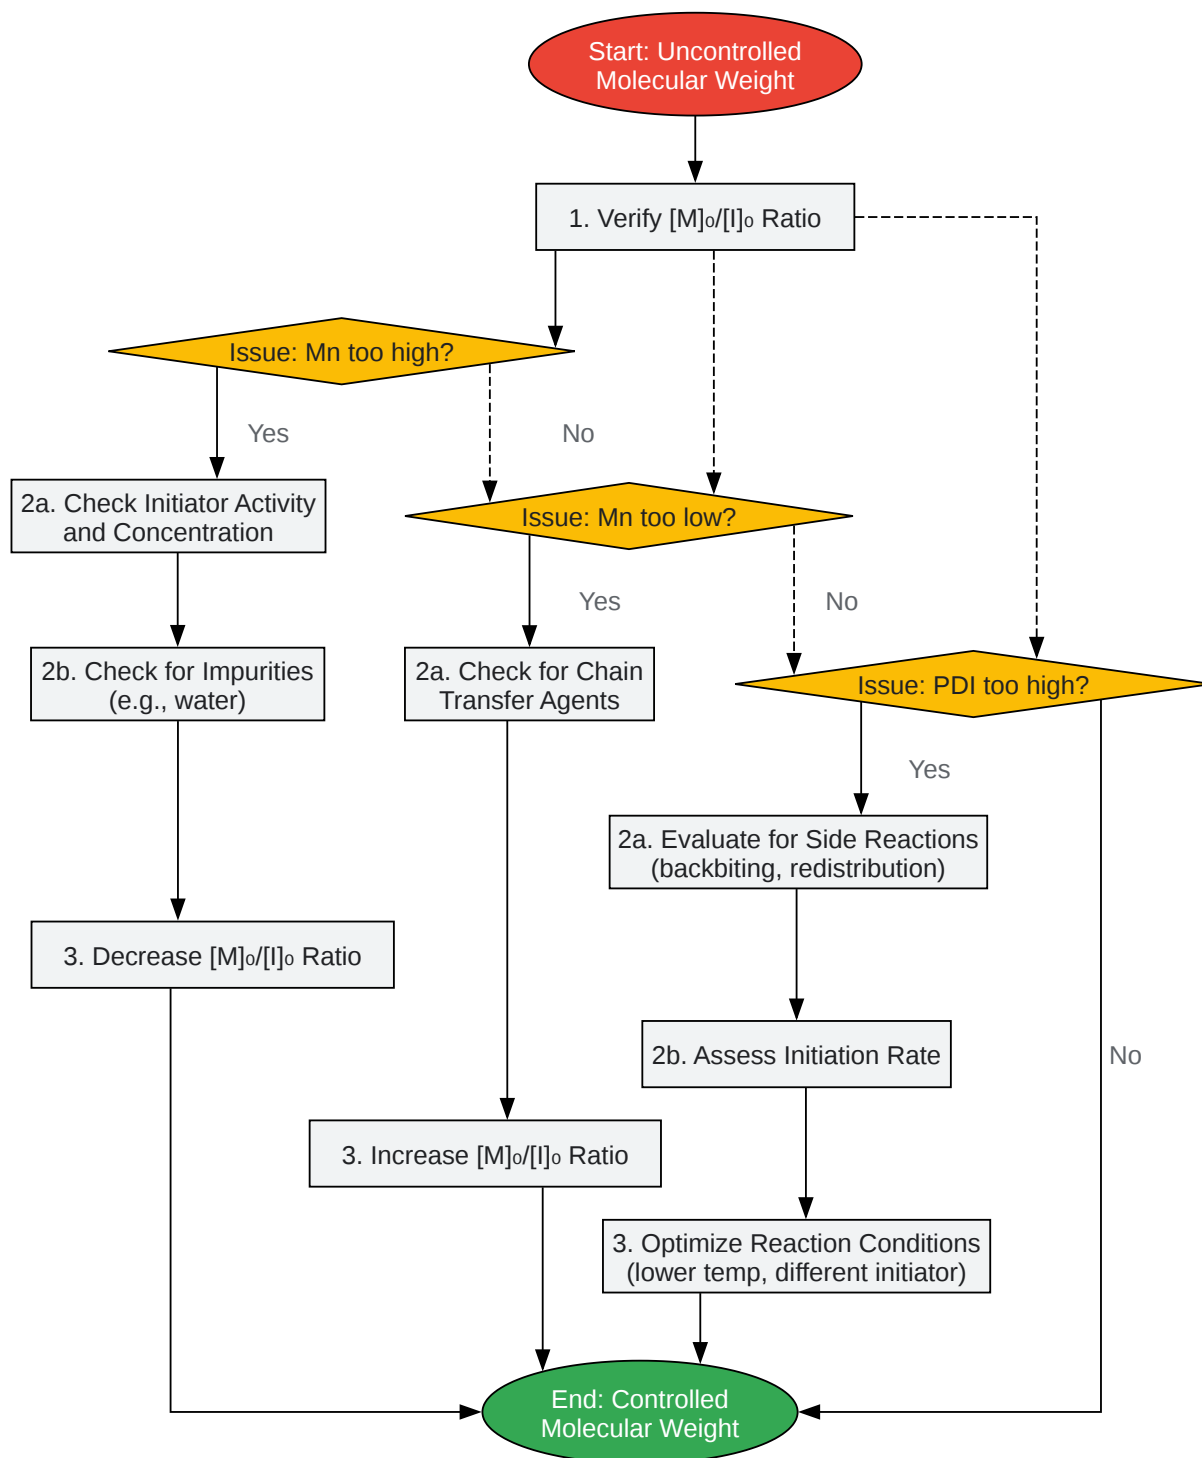 Start: Uncontrolled
Molecular Weight
1. Verify [M]₀/[I]₀ Ratio
Issue: Mn too high?
Yes
No
2a. Check Initiator Activity
and Concentration
Issue: Mn too low?
Yes
No
2b. Check for Impurities
(e.g., water)
2a. Check for Chain
Transfer Agents
Issue: PDI too high?
Yes
2a. Evaluate for Side Reactions
(backbiting, redistribution)
3. Decrease [M]₀/[I]₀ Ratio
2b. Assess Initiation Rate
No
3. Increase [M]₀/[I]₀ Ratio
3. Optimize Reaction Conditions
(lower temp, different initiator)
End: Controlled
Molecular Weight